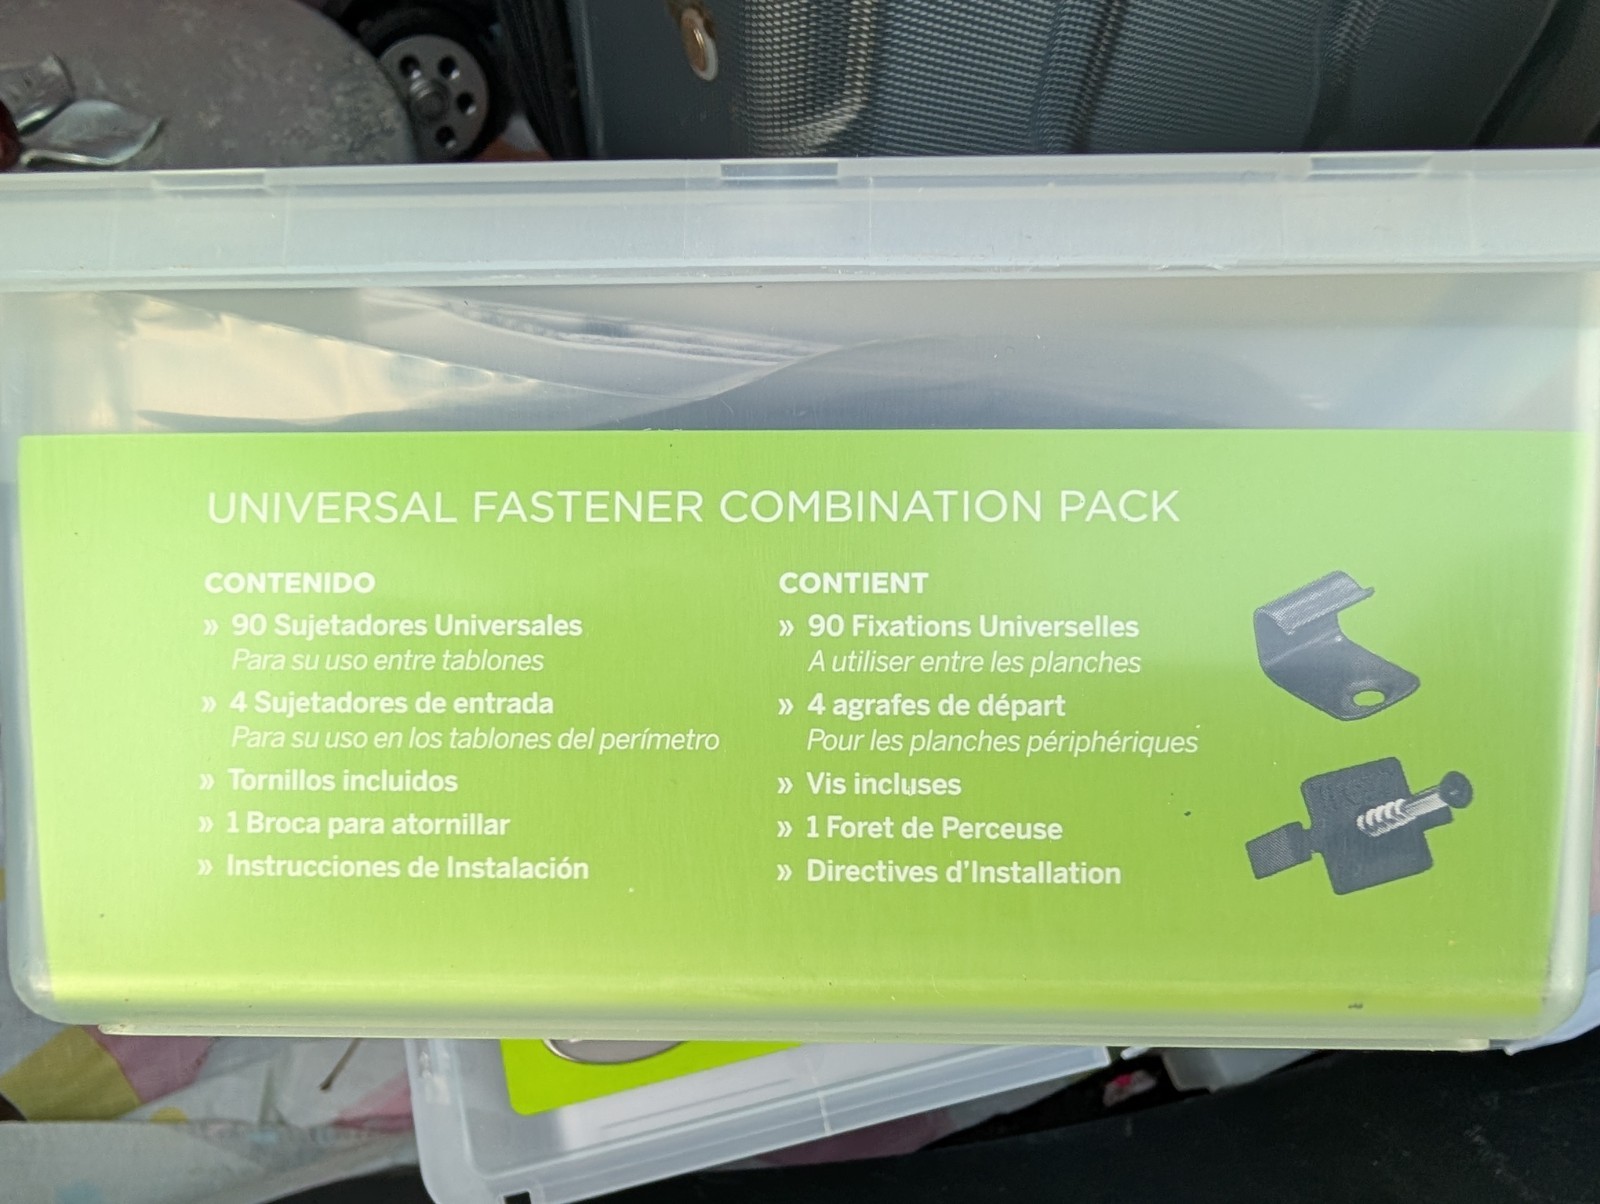 UNIVERSAL FASTENER COMBINATION PACK
CONTENIDO
» 90 Sujetadores Universales
Para su uso entre tablones
» 4 Sujetadores de entrada
Para su uso en los tablones del perímetro
» Tornillos incluidos
» 1 Broca para atornillar
» Instrucciones de Instalación
CONTIENT
» 90 Fixations Universelles
A utiliser entre les planches
» 4 agrafes de départ
Pour les planches périphériques
» Vis incluses
» 1 Foret de Perceuse
» Directives d'Installation